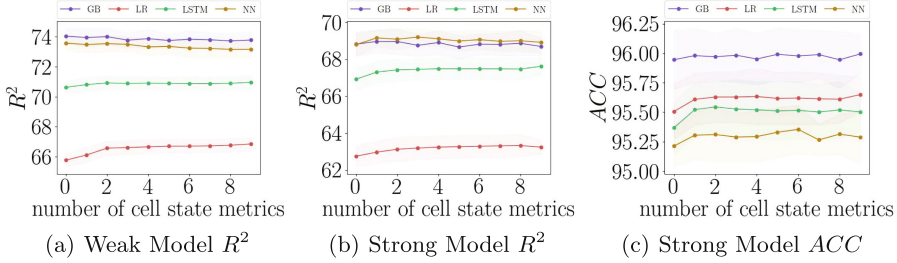 GB LR LSTM NN
74
72
70
68
66
R²
0 2 4 6 8
number of cell state metrics
(a) Weak Model R²
GB LR LSTM NN
70
68
66
64
62
R²
0 2 4 6 8
number of cell state metrics
(b) Strong Model R²
GB LR LSTM NN
96.25
96.00
95.75
95.50
95.25
95.00
ACC
0 2 4 6 8
number of cell state metrics
(c) Strong Model ACC